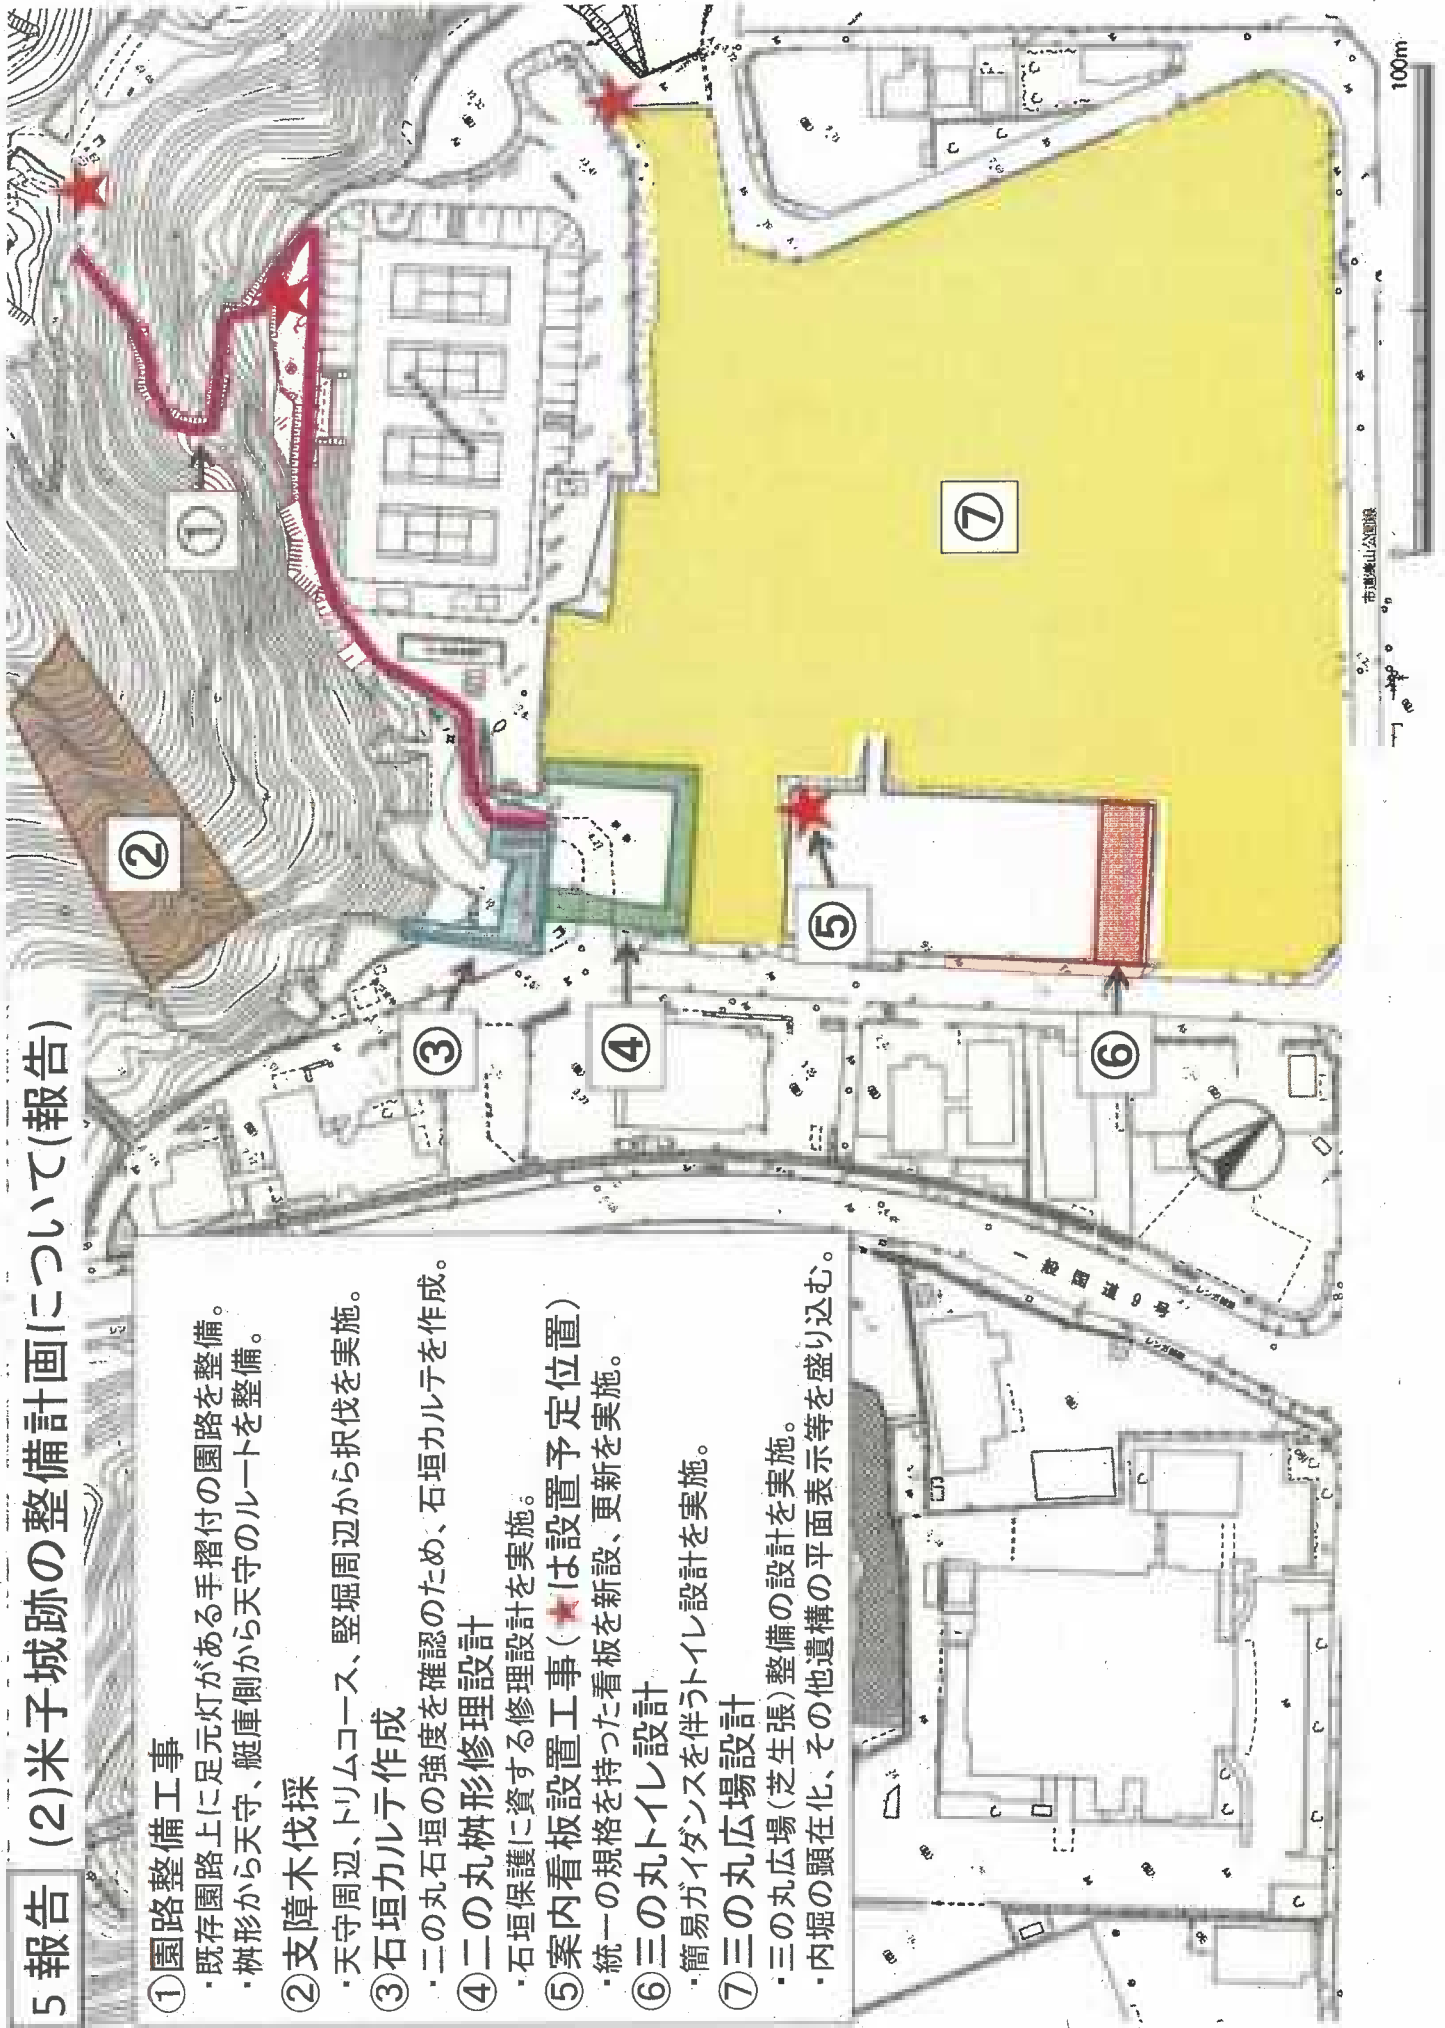 5 報告 (2)米子城跡の整備計画について(報告)
①園路整備工事
・既存園路上に足元灯がある手摺付の園路を整備。
・桝形から天守、艇庫側から天守のルートを整備。
②支障木伐採
・天守周辺、トリムコース、竪堀周辺から択伐を実施。
③石垣カルテ作成
・二の丸石垣の強度を確認のため、石垣カルテを作成。
④二の丸桝形修理設計
・石垣保護に資する修理設計を実施。
⑤案内看板設置工事(★は設置予定位置)
・統一の規格を持った看板を新設、更新を実施。
⑥三の丸トイレ設計
・簡易ガイダンスを伴うトイレ設計を実施。
⑦三の丸広場設計
・三の丸広場(芝生張)整備の設計を実施。
・内堀の顕在化、その他遺構の平面表示等を盛り込む。
①
②
③
④
⑤
⑥
⑦
一般国道9号
市道湊山公園線
100m